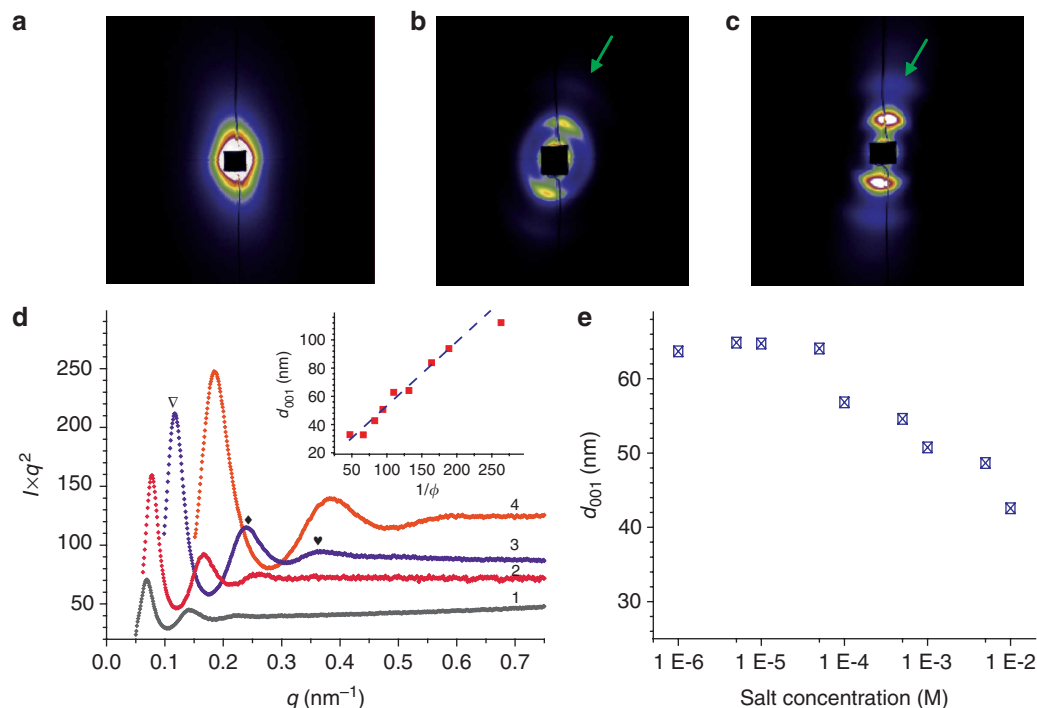 a
b
c
d
I×q²
250
200
150
100
50
0.0 0.1 0.2 0.3 0.4 0.5 0.6 0.7
q (nm⁻¹)
4
3
2
1
d₀₀₁ (nm)
100
80
60
40
20
50 100 150 200 250
1/ϕ
e
d₀₀₁ (nm)
60
50
40
30
1 E-6 1 E-5 1 E-4 1 E-3 1 E-2
Salt concentration (M)